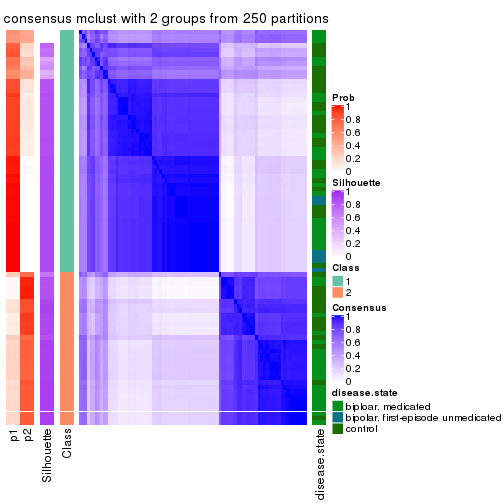 consensus mclust with 2 groups from 250 partitions
Prob
1
0.8
0.6
0.4
0.2
0
Silhouette
1
0.8
0.6
0.4
0.2
0
Class
1
2
Consensus
1
0.8
0.6
0.4
0.2
0
disease.state
biploar, medicated
bipolar, first-episode unmedicated
control
p1
p2
Silhouette
Class
disease.state